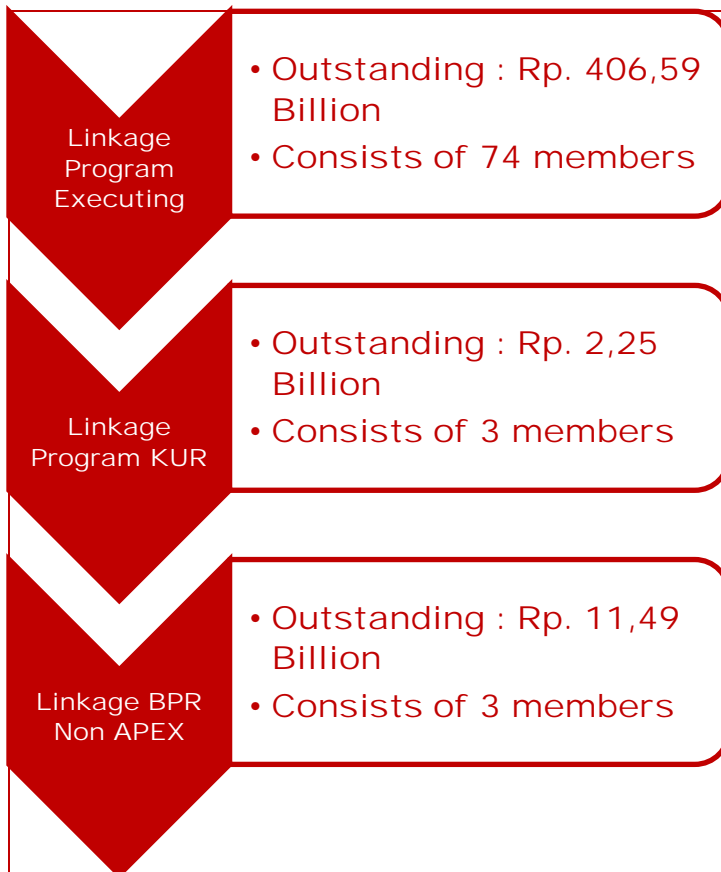 Linkage
Program
Executing
• Outstanding : Rp. 406,59
Billion
• Consists of 74 members
Linkage
Program KUR
• Outstanding : Rp. 2,25
Billion
• Consists of 3 members
Linkage BPR
Non APEX
• Outstanding : Rp. 11,49
Billion
• Consists of 3 members